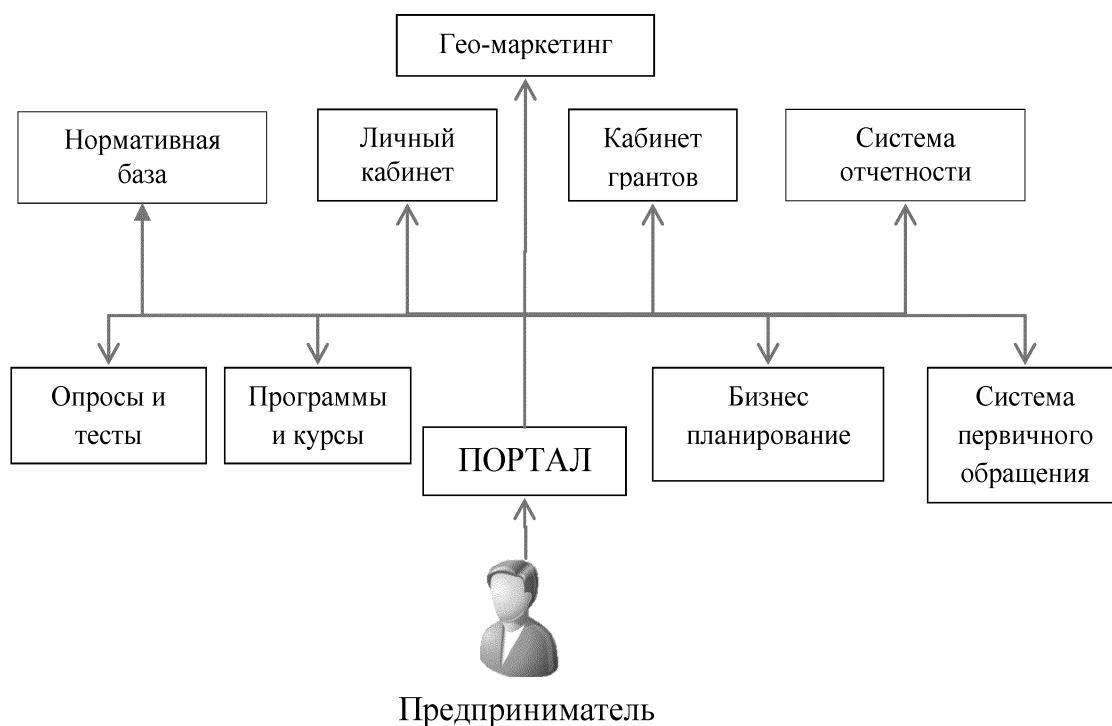 Гео-маркетинг
Нормативная
база
Личный
кабинет
Кабинет
грантов
Система
отчетности
Опросы и
тесты
Программы
и курсы
ПОРТАЛ
Бизнес
планирование
Система
первичного
обращения
Предприниматель